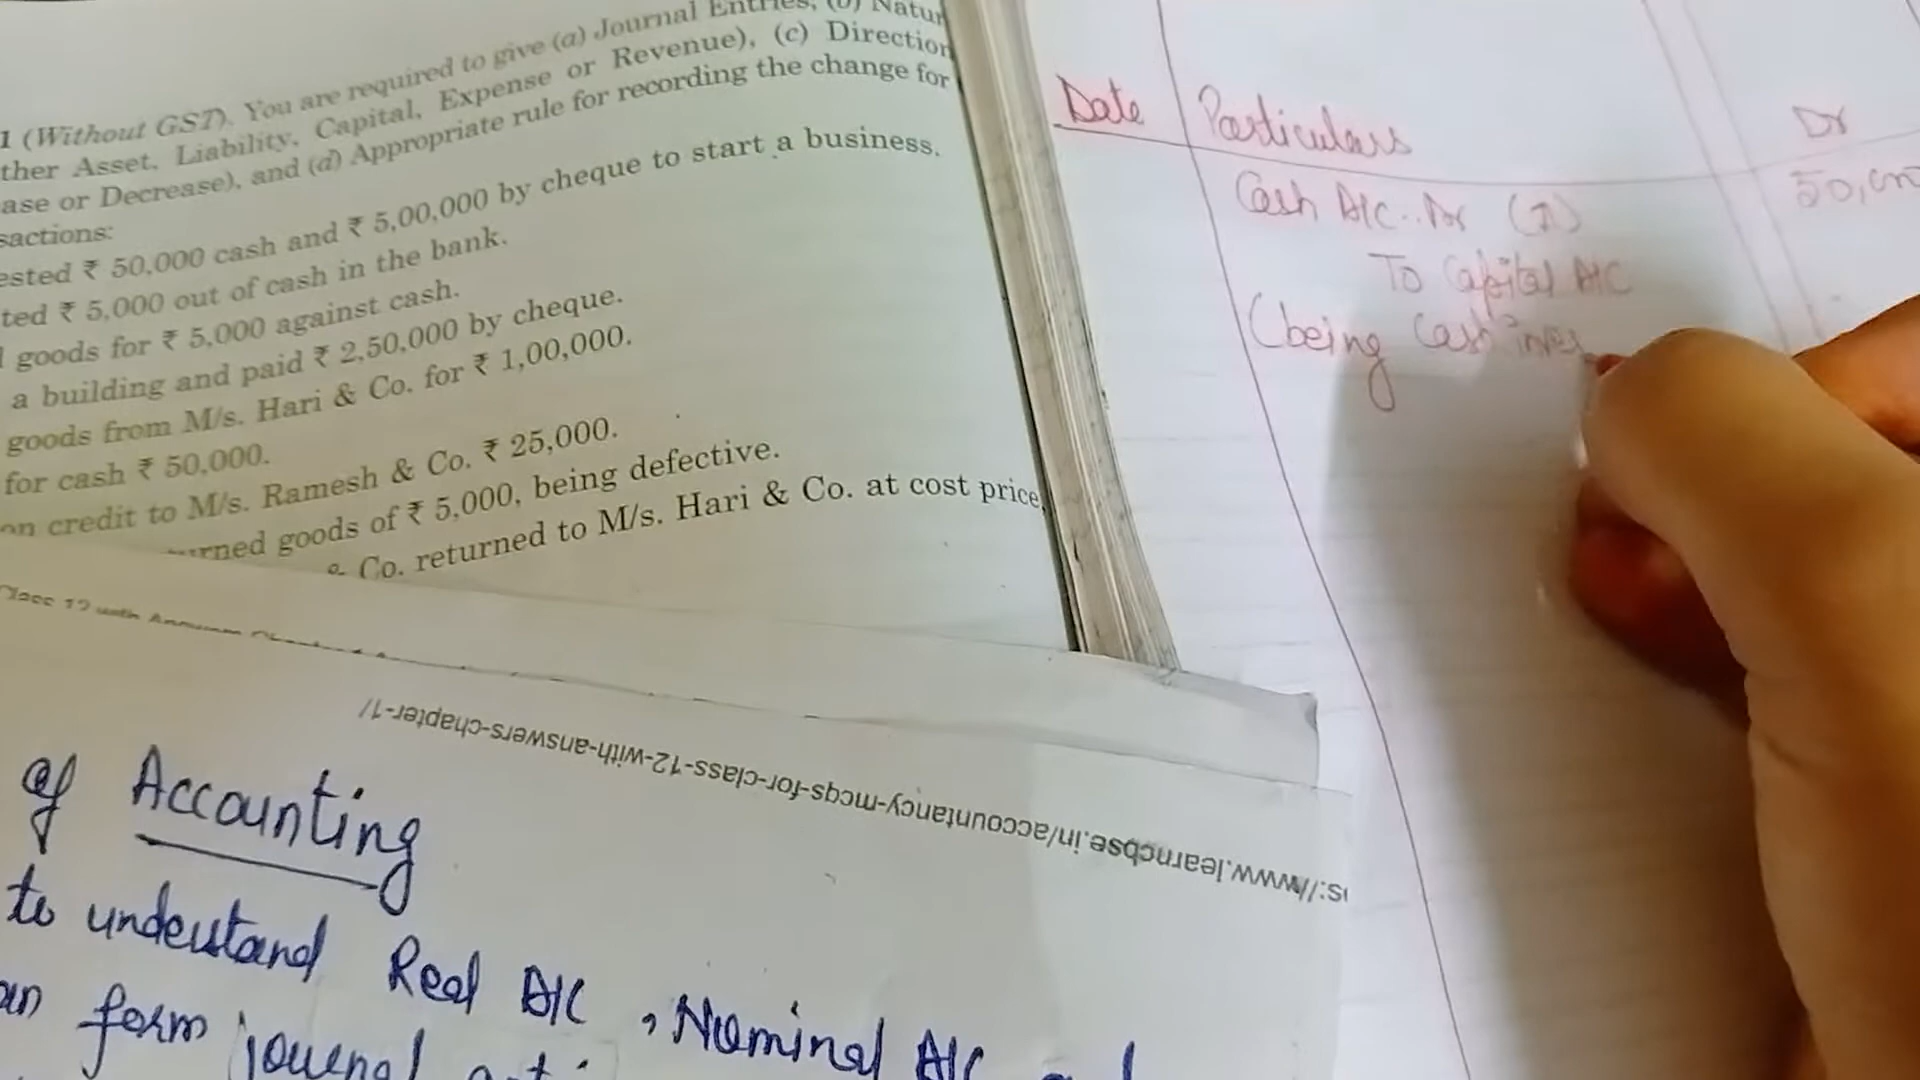 1 (Without GST). You are required to give (a) Journal Entries, (b) Natur
ther Asset, Liability, Capital, Expense or Revenue), (c) Direction
ase or Decrease), and (d) Appropriate rule for recording the change for
sactions:
ested ₹ 50,000 cash and ₹ 5,00,000 by cheque to start a business.
ted ₹ 5,000 out of cash in the bank.
goods for ₹ 5,000 against cash.
a building and paid ₹ 2,50,000 by cheque.
goods from M/s. Hari & Co. for ₹ 1,00,000.
for cash ₹ 50,000.
on credit to M/s. Ramesh & Co. ₹ 25,000.
urned goods of ₹ 5,000, being defective.
& Co. returned to M/s. Hari & Co. at cost price
Date Particulars Dr
Cash A/C..Dr (1) 50,
To Capital A/C
(being Cash inves
s://www.learncbse.in/accountancy-mcqs-for-class-12-with-answers-chapter-1/
of Accounting
to understand Real A/C, Nominal A/C
form journal